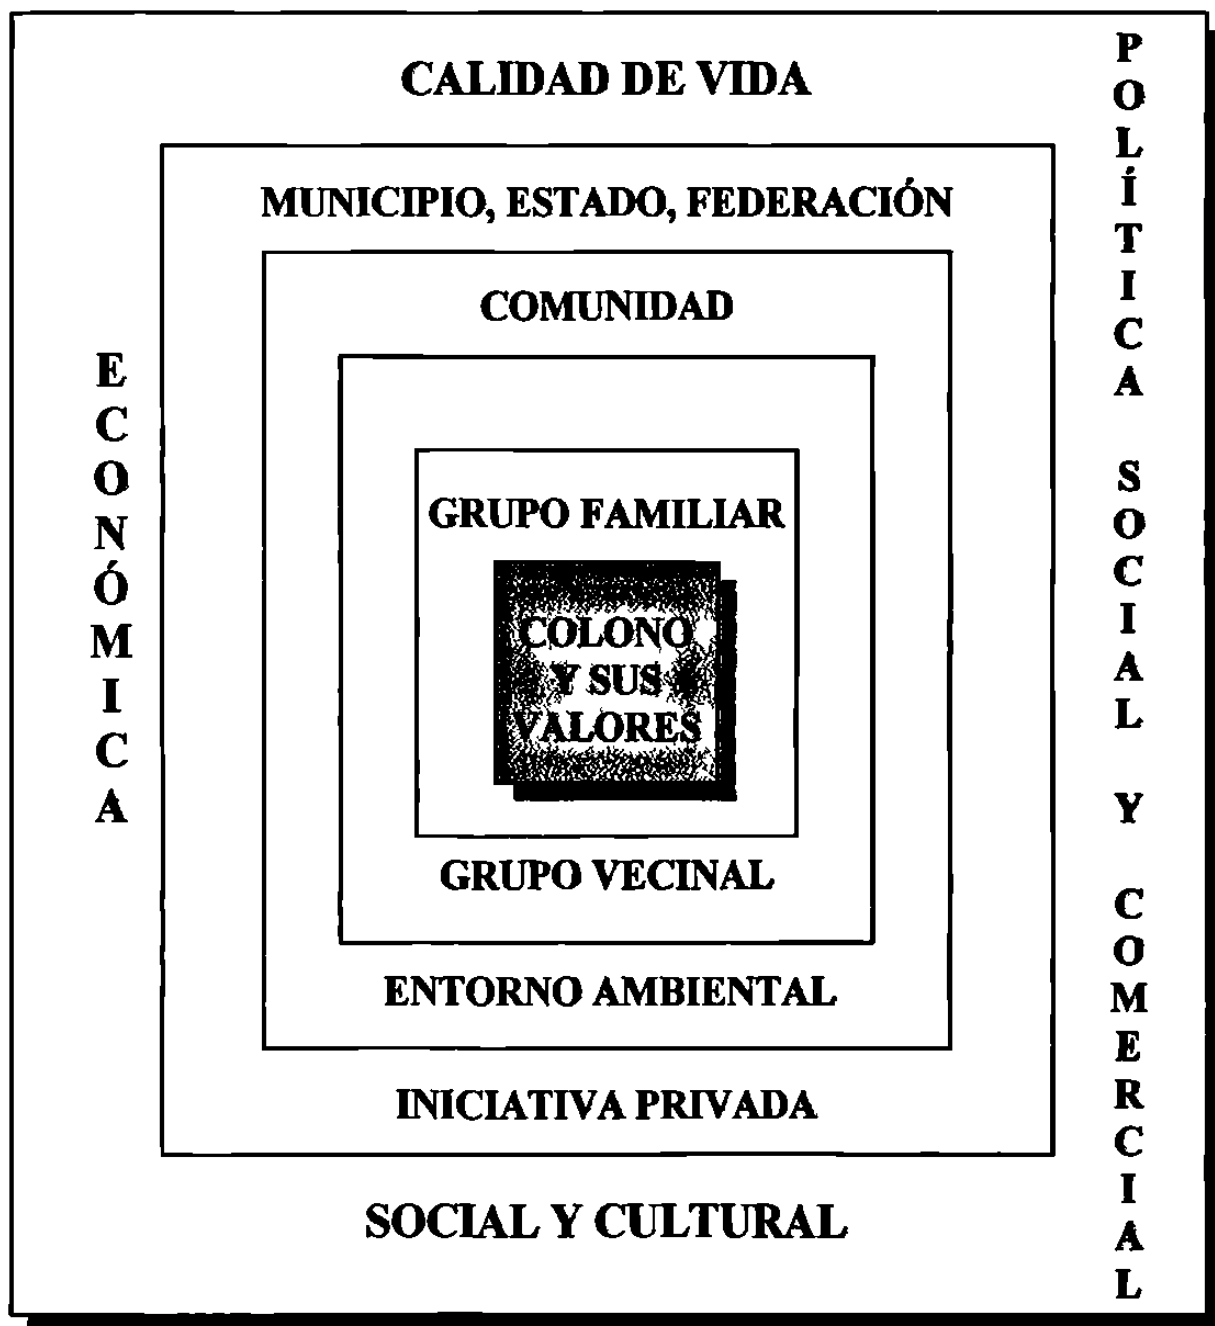 CALIDAD DE VIDA
MUNICIPIO, ESTADO, FEDERACIÓN
COMUNIDAD
GRUPO FAMILIAR
COLONO
Y SUS
VALORES
GRUPO VECINAL
ENTORNO AMBIENTAL
INICIATIVA PRIVADA
SOCIAL Y CULTURAL
ECONÓMICA
POLÍTICA SOCIAL Y COMERCIAL